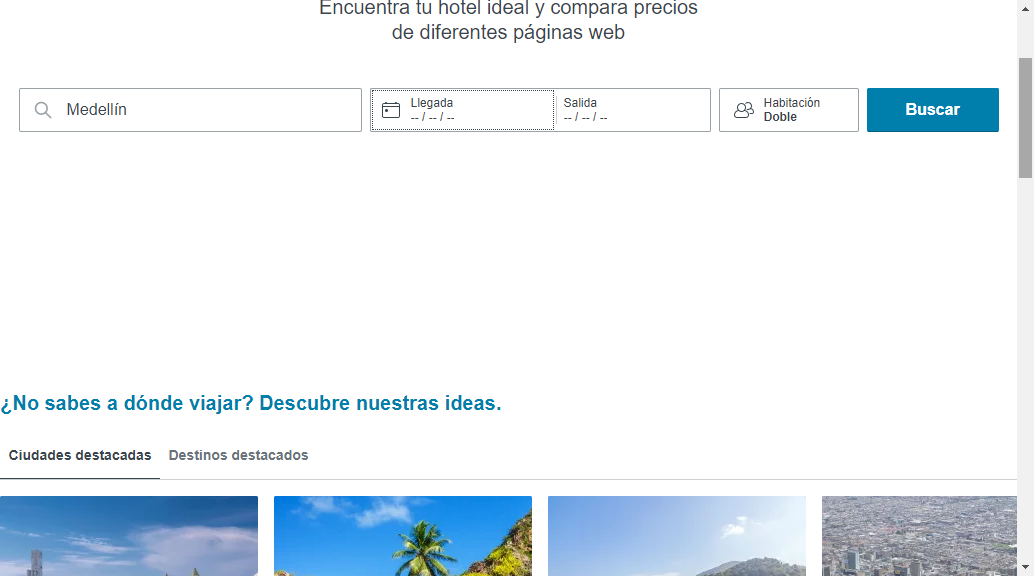 Encuentra tu hotel ideal y compara precios
de diferentes páginas web
Medellín
Llegada
-- / -- / --
Salida
-- / -- / --
Habitación
Doble
Buscar
¿No sabes a dónde viajar? Descubre nuestras ideas.
Ciudades destacadas
Destinos destacados